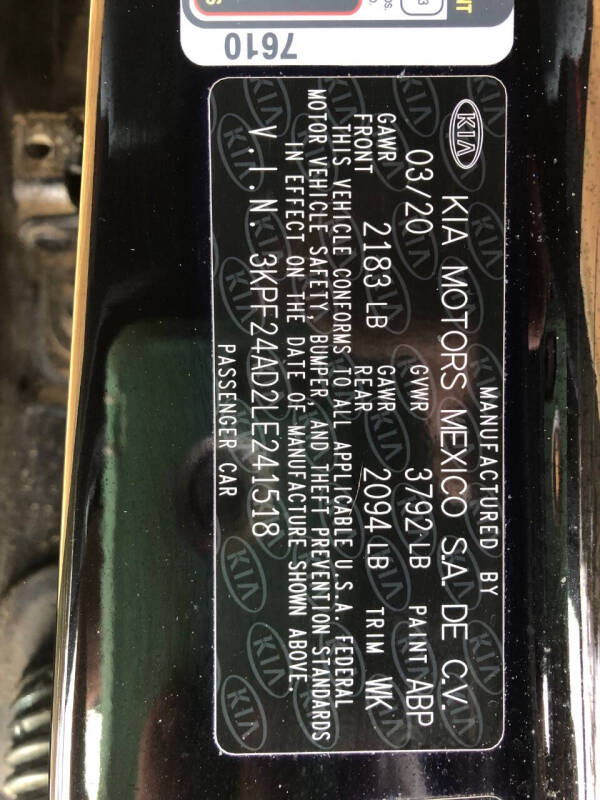 7610
MANUFACTURED BY
KIA KIA MOTORS MEXICO S.A. DE C.V.
03/20 GVWR 3792 LB PAINT ABP
GAWR FRONT 2183 LB GAWR REAR 2094 LB TRIM WK
THIS VEHICLE CONFORMS TO ALL APPLICABLE U.S.A. FEDERAL
MOTOR VEHICLE SAFETY, BUMPER AND THEFT PREVENTION STANDARDS
IN EFFECT ON THE DATE OF MANUFACTURE SHOWN ABOVE.
V.I.N. 3KPF24AD2LE241518
PASSENGER CAR